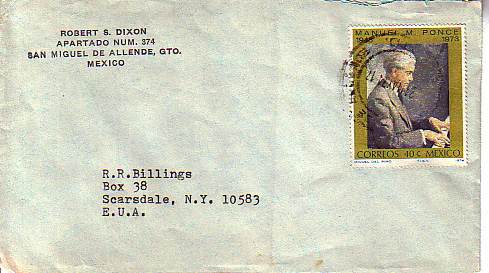 ROBERT S. DIXON
APARTADO NUM. 374
SAN MIGUEL DE ALLENDE, GTO.
MEXICO
MANUEL M. PONCE
1973
CORREOS 40 C. MEXICO
R.R.Billings
Box 38
Scarsdale, N.Y. 10583
E.U.A.